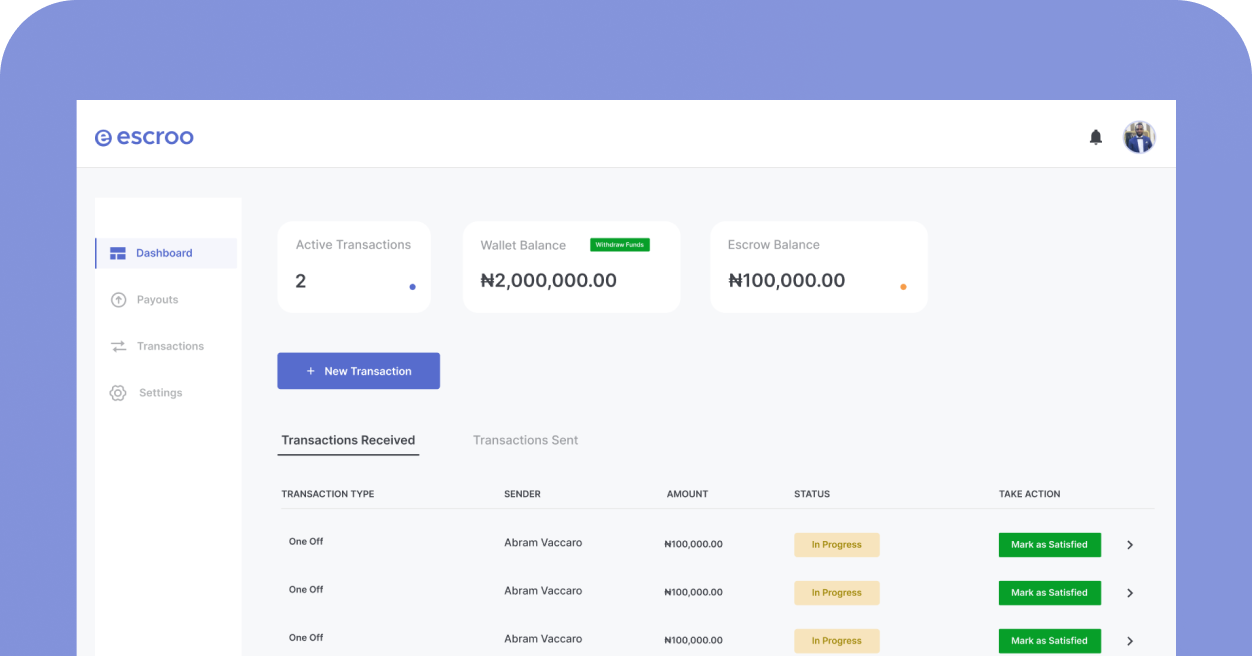 escroo
Dashboard
Payouts
Transactions
Settings
Active Transactions
2
Wallet Balance
Withdraw Funds
₦2,000,000.00
Escrow Balance
₦100,000.00
+ New Transaction
Transactions Received Transactions Sent
TRANSACTION TYPE SENDER AMOUNT STATUS TAKE ACTION
One Off Abram Vaccaro ₦100,000.00 In Progress Mark as Satisfied
One Off Abram Vaccaro ₦100,000.00 In Progress Mark as Satisfied
One Off Abram Vaccaro ₦100,000.00 In Progress Mark as Satisfied